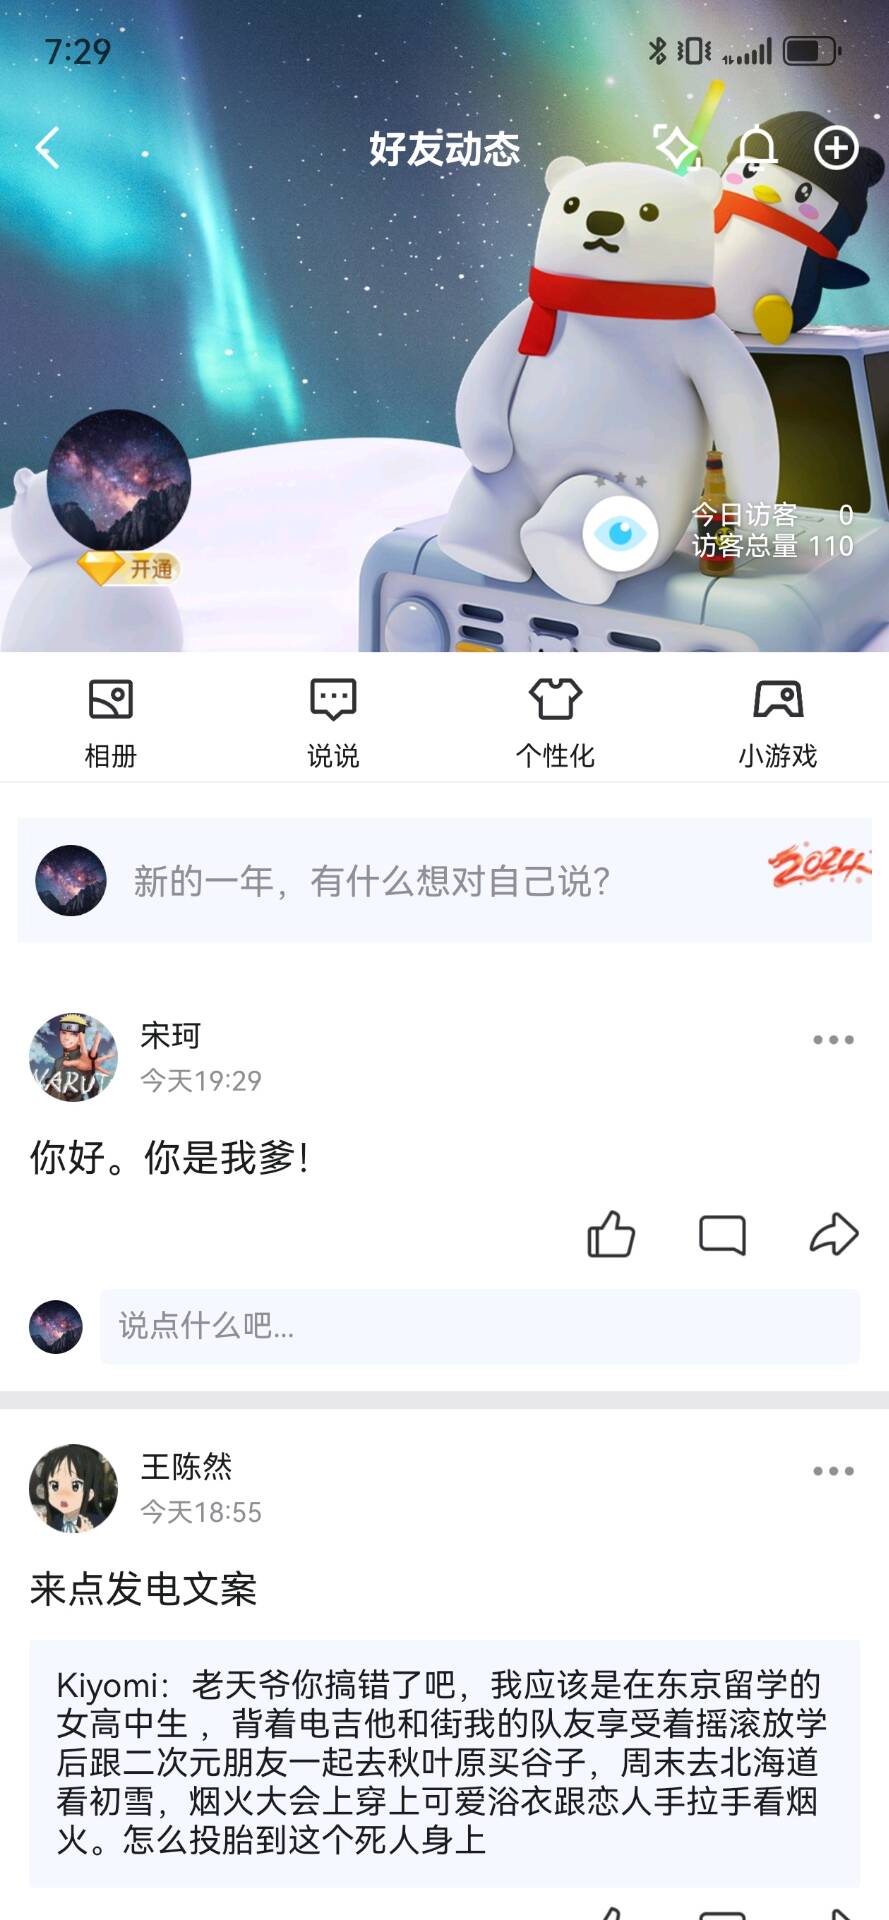 7:29
好友动态
今日访客 0
访客总量 110
开通
相册
说说
个性化
小游戏
新的一年，有什么想对自己说？
2024
宋珂
今天19:29
NARUT
你好。你是我爹！
说点什么吧...
王陈然
今天18:55
来点发电文案
Kiyomi：老天爷你搞错了吧，我应该是在东京留学的
女高中生 ，背着电吉他和街我的队友享受着摇滚放学
后跟二次元朋友一起去秋叶原买谷子，周末去北海道
看初雪，烟火大会上穿上可爱浴衣跟恋人手拉手看烟
火。怎么投胎到这个死人身上